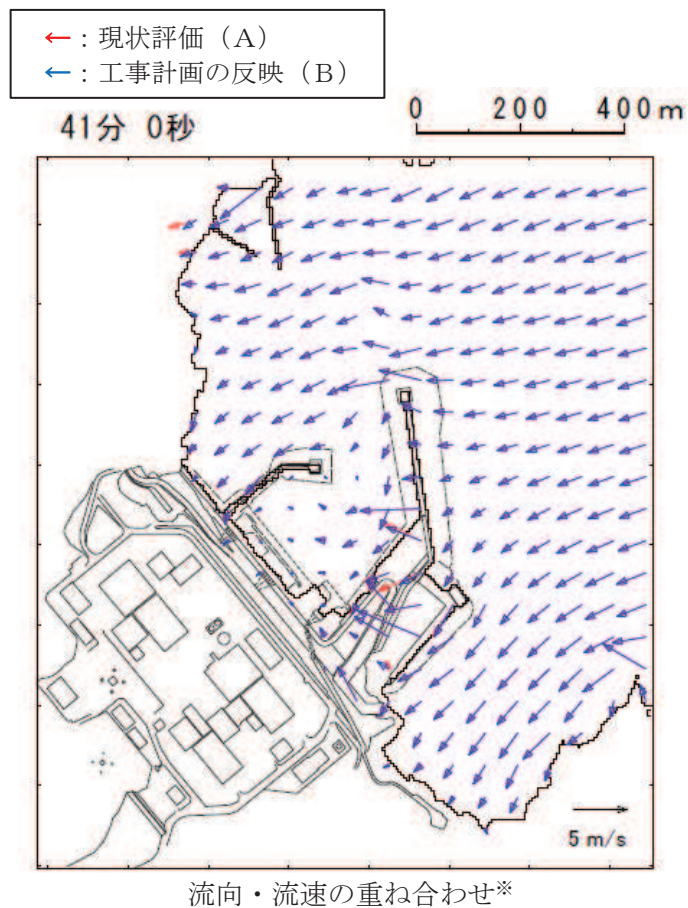 ←：現状評価（A）
←：工事計画の反映（B）
41分 0秒
0 200 400m
5 m/s
流向・流速の重ね合わせ※